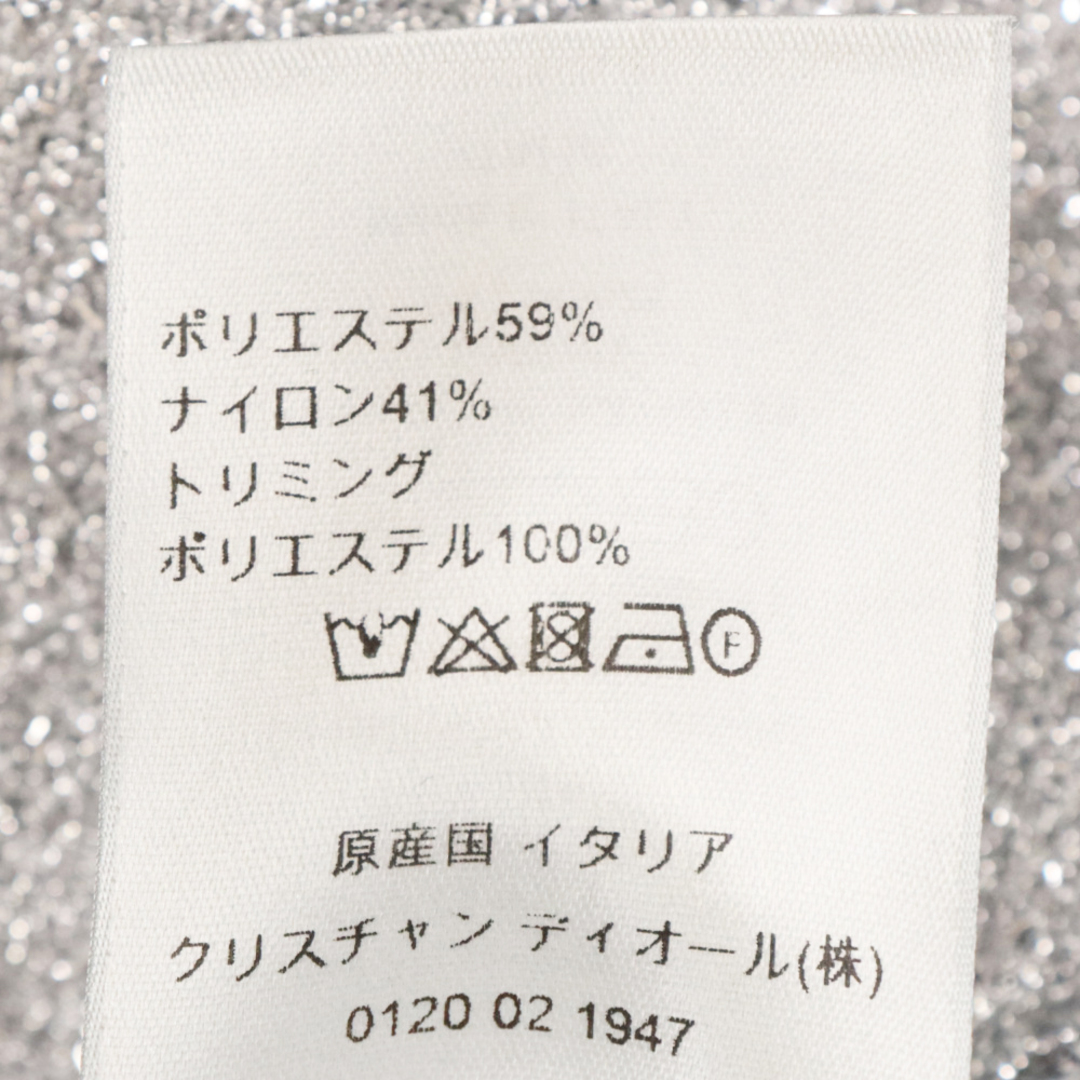 ポリエステル59%
ナイロン41%
トリミング
ポリエステル100%
F
原産国 イタリア
クリスチャン ディオール(株)
0120 02 1947